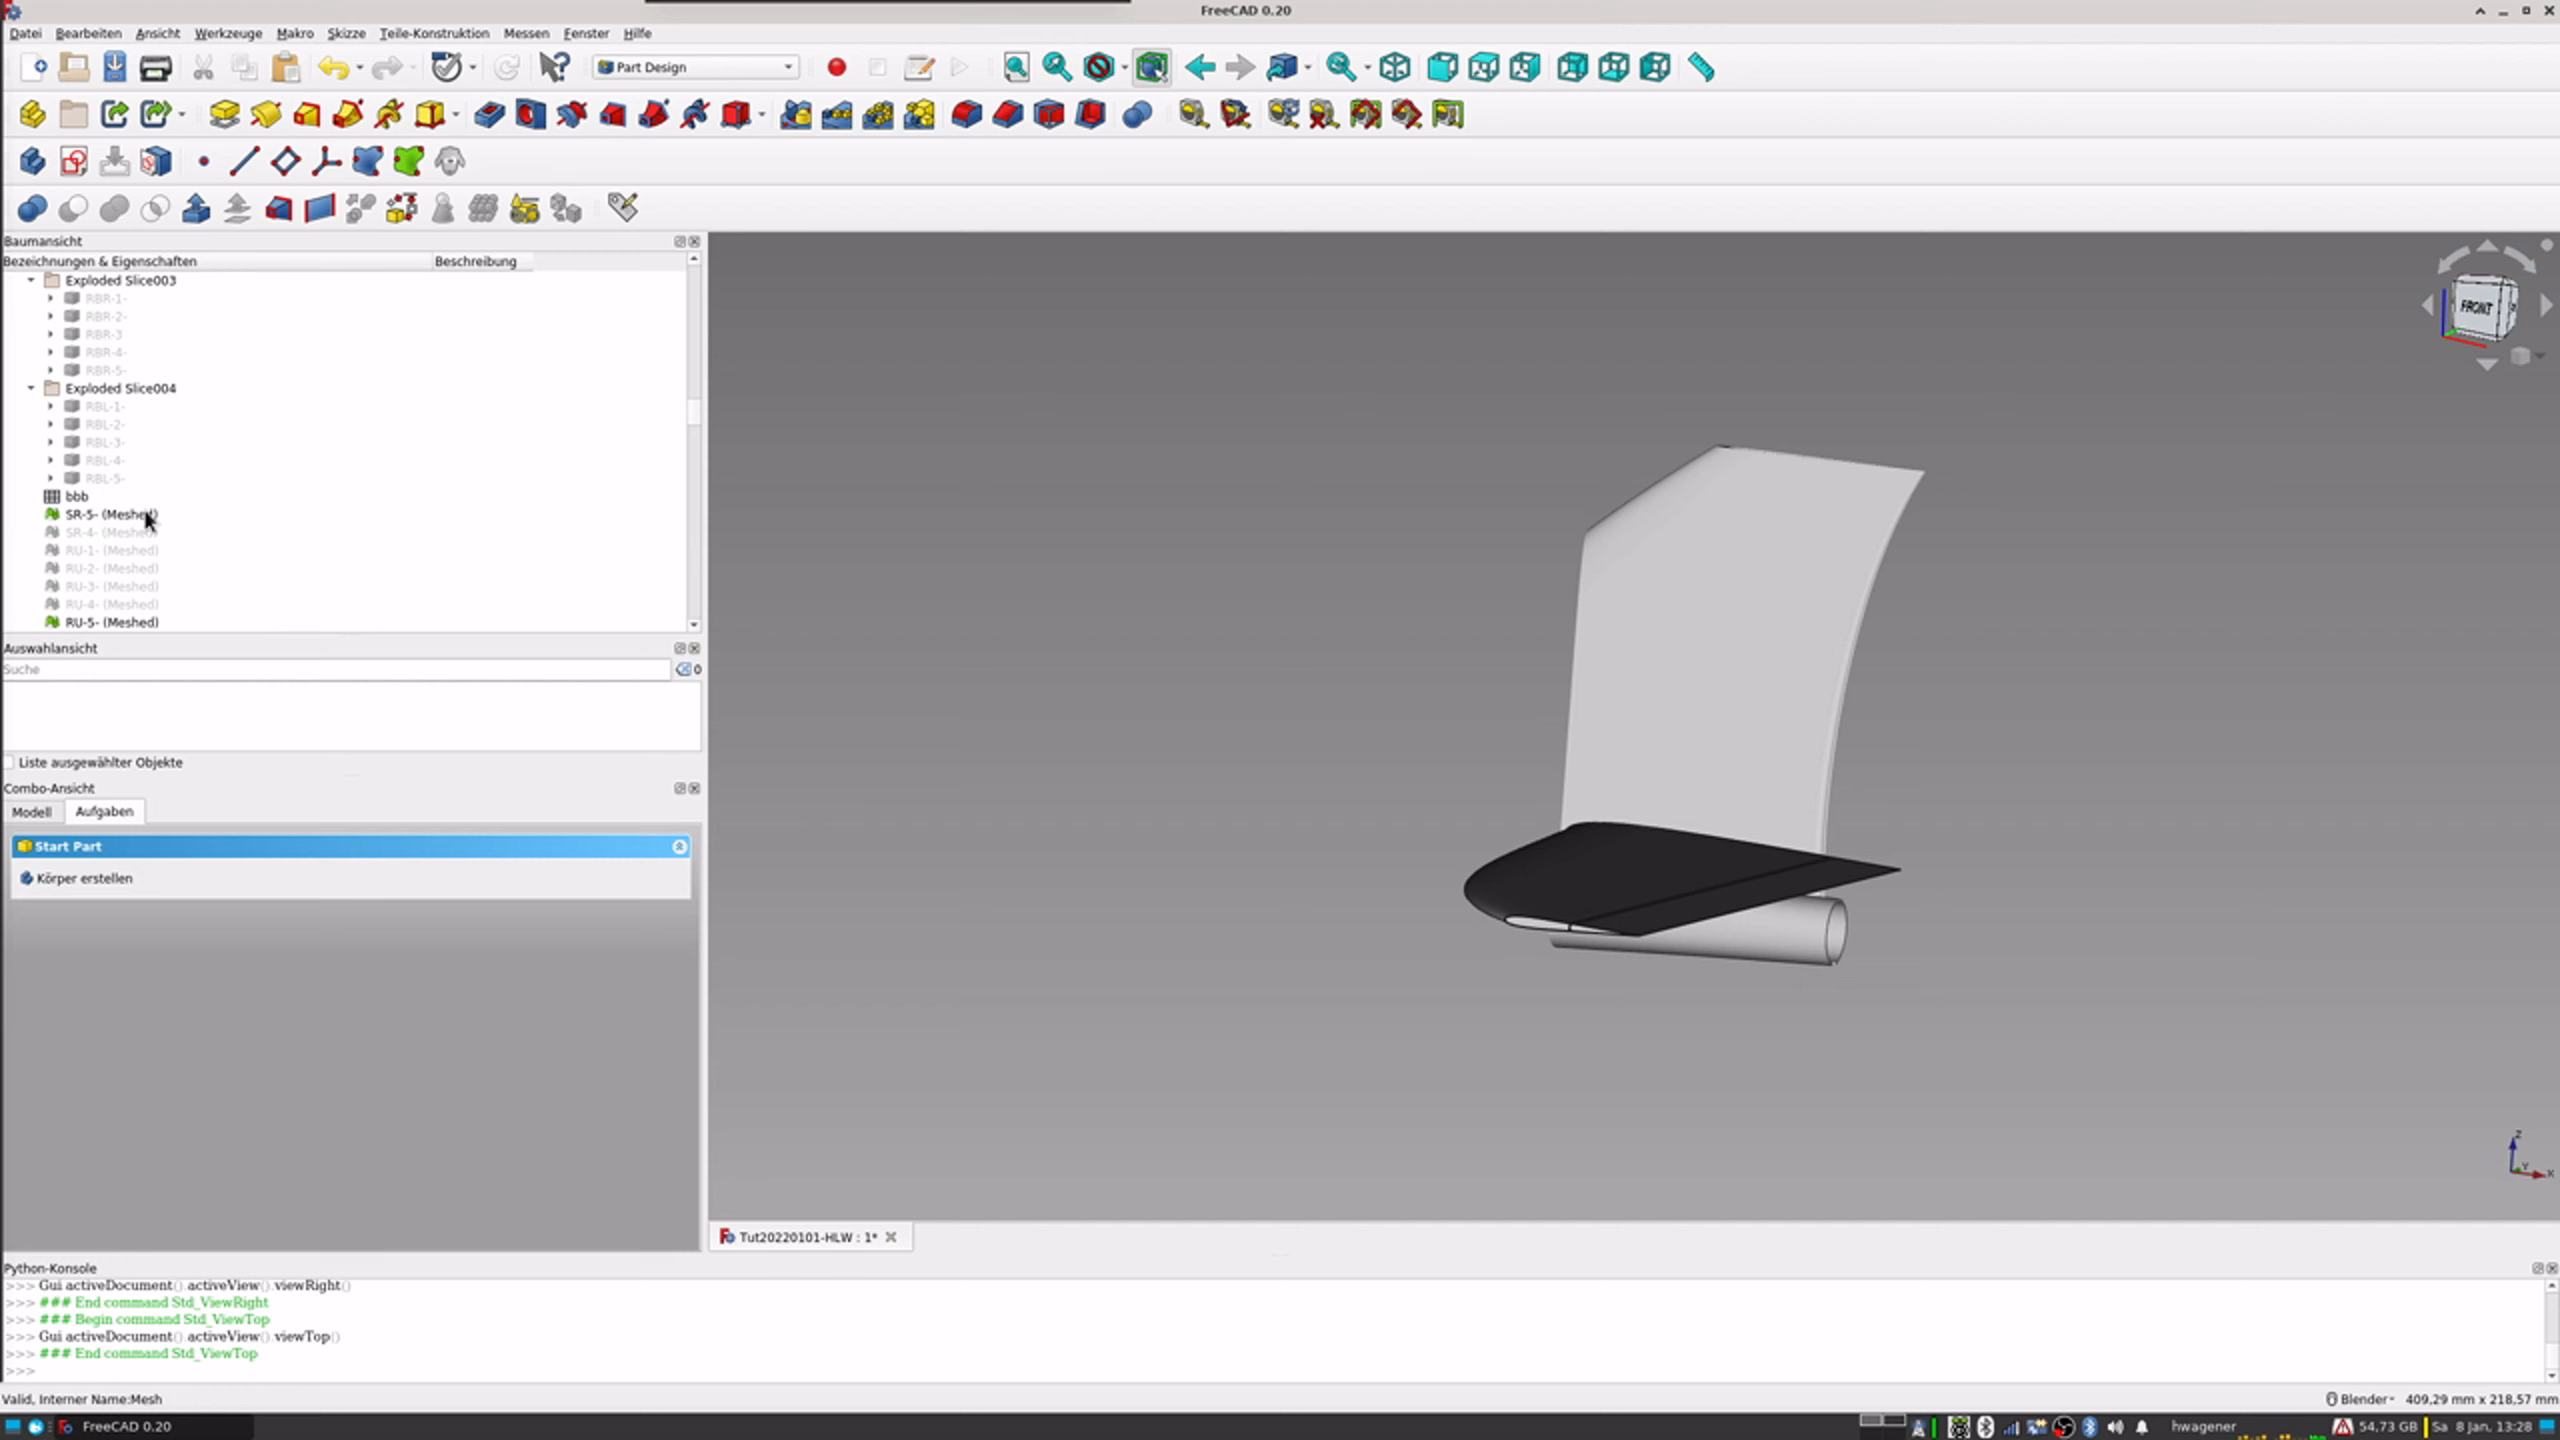 FreeCAD 0.20
Datei Bearbeiten Ansicht Werkzeuge Makro Skizze Teile-Konstruktion Messen Fenster Hilfe
Part Design
Baumansicht
Bezeichnungen & Eigenschaften Beschreibung
Exploded Slice003
RBR-1-
RBR-2-
RBR-3
RBR-4-
RBR-5-
Exploded Slice004
RBL-1-
RBL-2-
RBL-3-
RBL-4-
RBL-5-
bbb
SR-5- (Meshed)
SR-4- (Meshed)
RU-1- (Meshed)
RU-2- (Meshed)
RU-3- (Meshed)
RU-4- (Meshed)
RU-5- (Meshed)
Auswahlansicht
Suche
0
Liste ausgewählter Objekte
Combo-Ansicht
Modell Aufgaben
Start Part
Körper erstellen
FRONT
Z
Y
X
Tut20220101-HLW : 1*
Python-Konsole
>>> Gui.activeDocument().activeView().viewRight()
>>> ### End command Std_ViewRight
>>> ### Begin command Std_ViewTop
>>> Gui.activeDocument().activeView().viewTop()
>>> ### End command Std_ViewTop
>>>
Valid, Interner Name:Mesh
Blender 409,29 mm x 218,57 mm
FreeCAD 0.20
hwagener
54,73 GB
Sa 8 Jan, 13:28